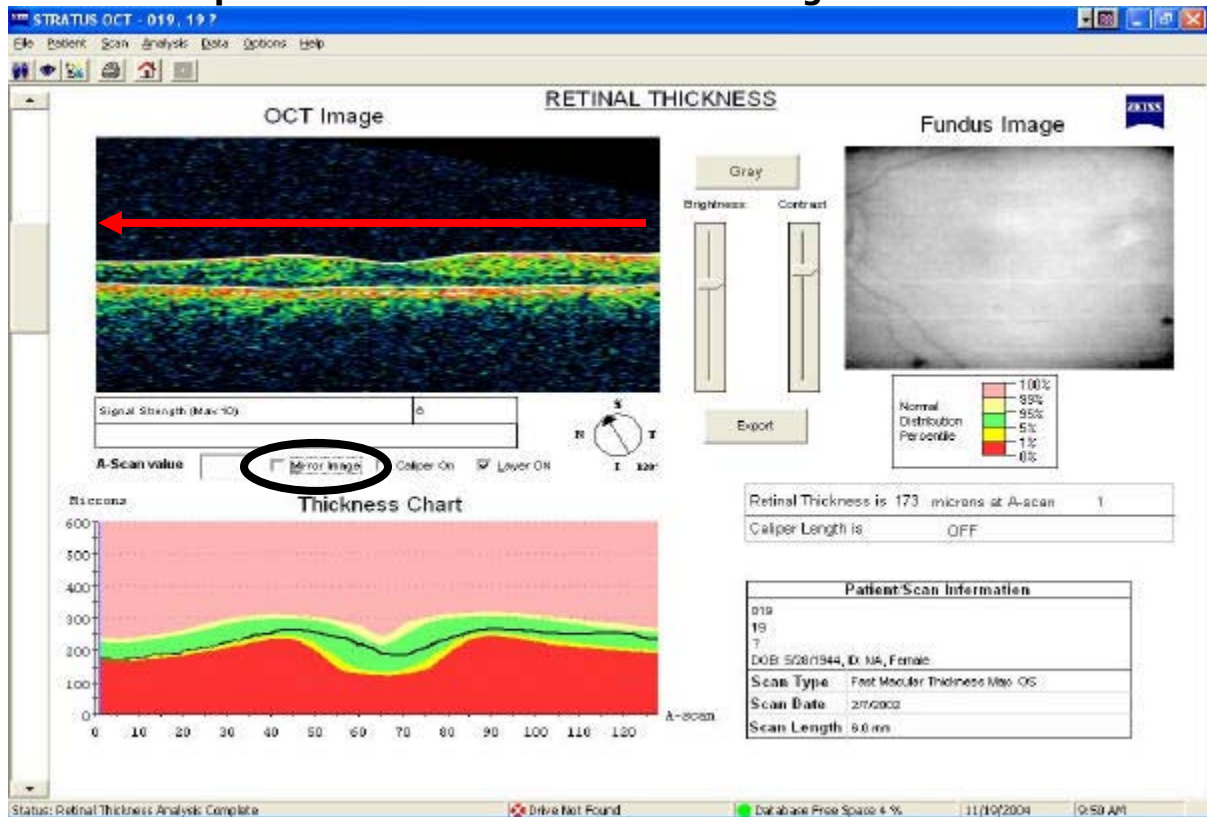 STRATUS OCT - 019, 19 ?
File Patient Scan Analysis Data Options Help
RETINAL THICKNESS
ZEISS
OCT Image
Fundus Image
Gray
Brightness Contrast
Signal Strength (Max 10) 6
S
N T
I 120°
Export
Normal
Distribution
Percentile
100%
99%
95%
5%
1%
0%
A-Scan value Mirror Image Caliper On Layer ON
Microns
Thickness Chart
600
500
400
300
200
100
0
A-scan
0 10 20 30 40 50 60 70 80 90 100 110 120
Retinal Thickness is 173 microns at A-scan 1
Caliper Length is OFF
Patient/Scan Information
019
19
?
DOB: 5/28/1944, ID: NA, Female
Scan Type Fast Macular Thickness Map OS
Scan Date 2/7/2002
Scan Length 6.0 mm
Status: Retinal Thickness Analysis Complete
Drive Not Found
Database Free Space 4 %
11/19/2004
9:50 AM